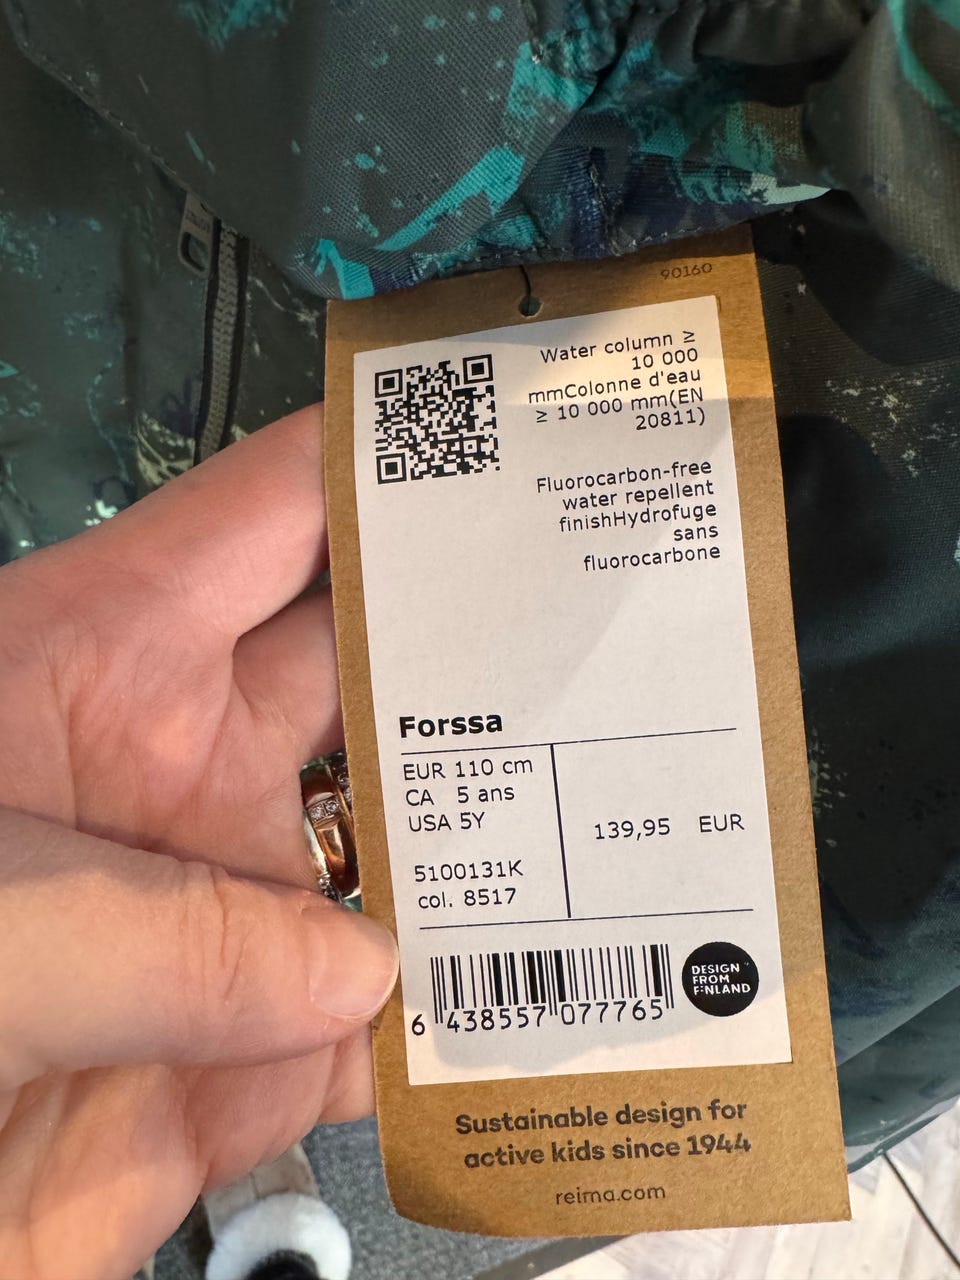 90160
Water column ≥
10 000
mmColonne d'eau
≥ 10 000 mm(EN
20811)
Fluorocarbon-free
water repellent
finishHydrofuge
sans
fluorocarbone
Forssa
EUR 110 cm
CA 5 ans
USA 5Y
139,95 EUR
5100131K
col. 8517
6 438557 077765
DESIGN
FROM
FINLAND
Sustainable design for
active kids since 1944
reima.com